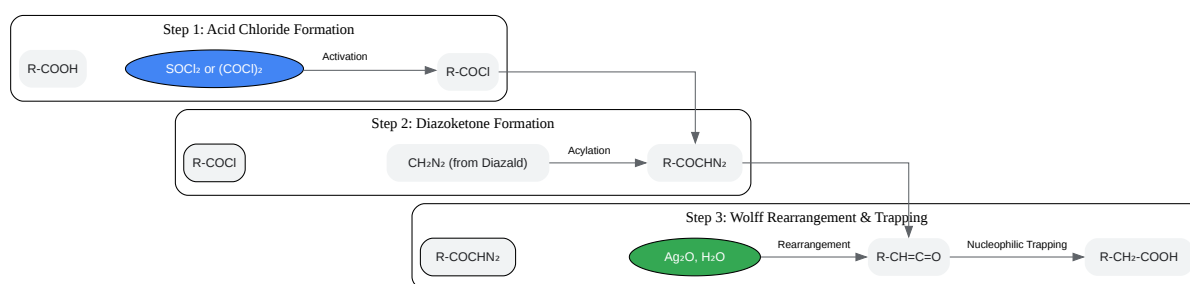 Step 1: Acid Chloride Formation
R-COOH
SOCl₂ or (COCl)₂
Activation
R-COCl
Step 2: Diazoketone Formation
R-COCl
CH₂N₂ (from Diazald)
Acylation
R-COCHN₂
Step 3: Wolff Rearrangement & Trapping
R-COCHN₂
Ag₂O, H₂O
Rearrangement
R-CH=C=O
Nucleophilic Trapping
R-CH₂-COOH